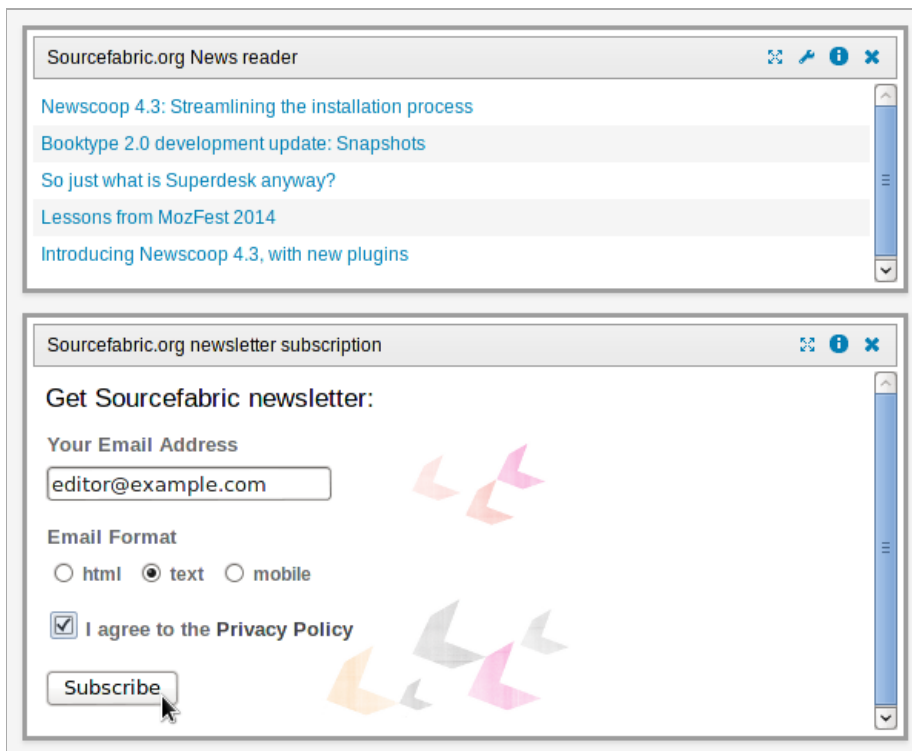 Sourcefabric.org News reader
Newscoop 4.3: Streamlining the installation process
Booktype 2.0 development update: Snapshots
So just what is Superdesk anyway?
Lessons from MozFest 2014
Introducing Newscoop 4.3, with new plugins
Sourcefabric.org newsletter subscription
Get Sourcefabric newsletter:
Your Email Address
editor@example.com
Email Format
html text mobile
I agree to the Privacy Policy
Subscribe